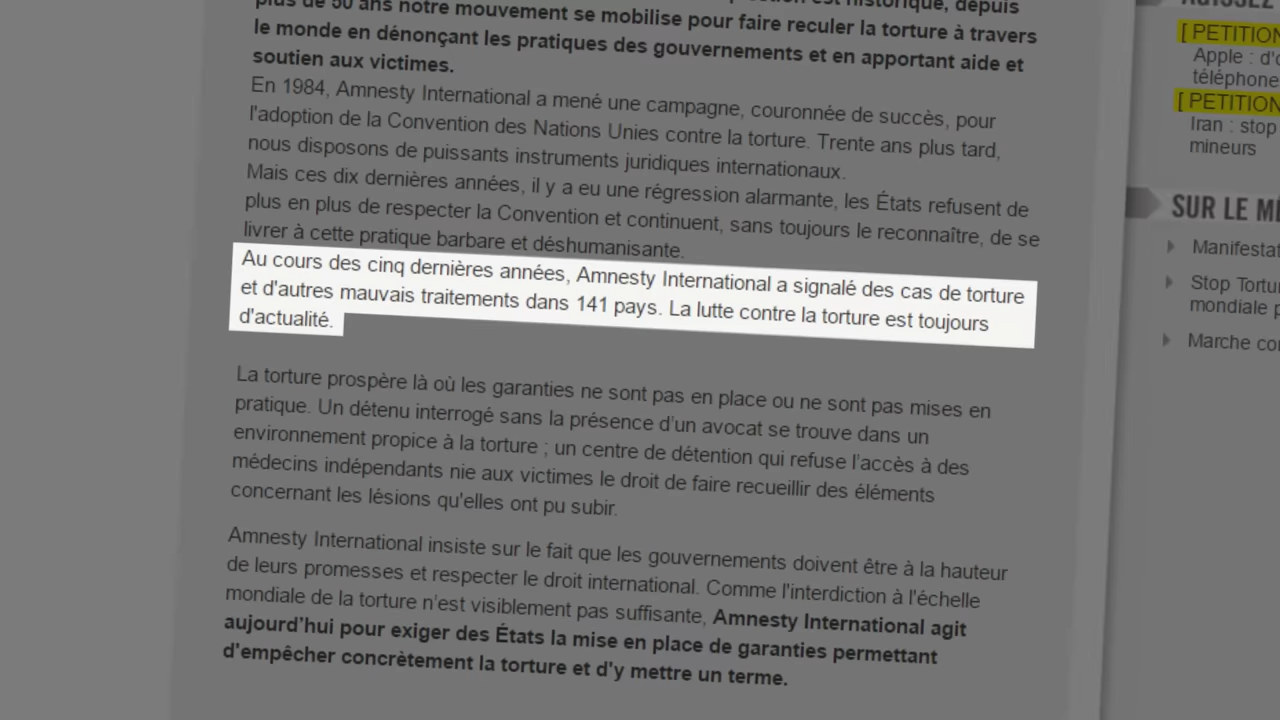 plus de 50 ans notre mouvement se mobilise pour faire reculer la torture à travers
le monde en dénonçant les pratiques des gouvernements et en apportant aide et
soutien aux victimes.
En 1984, Amnesty International a mené une campagne, couronnée de succès, pour
l'adoption de la Convention des Nations Unies contre la torture. Trente ans plus tard,
nous disposons de puissants instruments juridiques internationaux.
Mais ces dix dernières années, il y a eu une régression alarmante, les États refusent de
plus en plus de respecter la Convention et continuent, sans toujours le reconnaître, de se
livrer à cette pratique barbare et déshumanisante.
Au cours des cinq dernières années, Amnesty International a signalé des cas de torture
et d'autres mauvais traitements dans 141 pays. La lutte contre la torture est toujours
d'actualité.
La torture prospère là où les garanties ne sont pas en place ou ne sont pas mises en
pratique. Un détenu interrogé sans la présence d’un avocat se trouve dans un
environnement propice à la torture ; un centre de détention qui refuse l’accès à des
médecins indépendants nie aux victimes le droit de faire recueillir des éléments
concernant les lésions qu'elles ont pu subir.
Amnesty International insiste sur le fait que les gouvernements doivent être à la hauteur
de leurs promesses et respecter le droit international. Comme l'interdiction à l'échelle
mondiale de la torture n’est visiblement pas suffisante, Amnesty International agit
aujourd’hui pour exiger des États la mise en place de garanties permettant
d'empêcher concrètement la torture et d'y mettre un terme.
[ PETITION
Apple : d'
téléphone
[ PETITION
Iran : stop
mineurs
SUR LE
Manifestat
Stop Tortu
mondiale
Marche